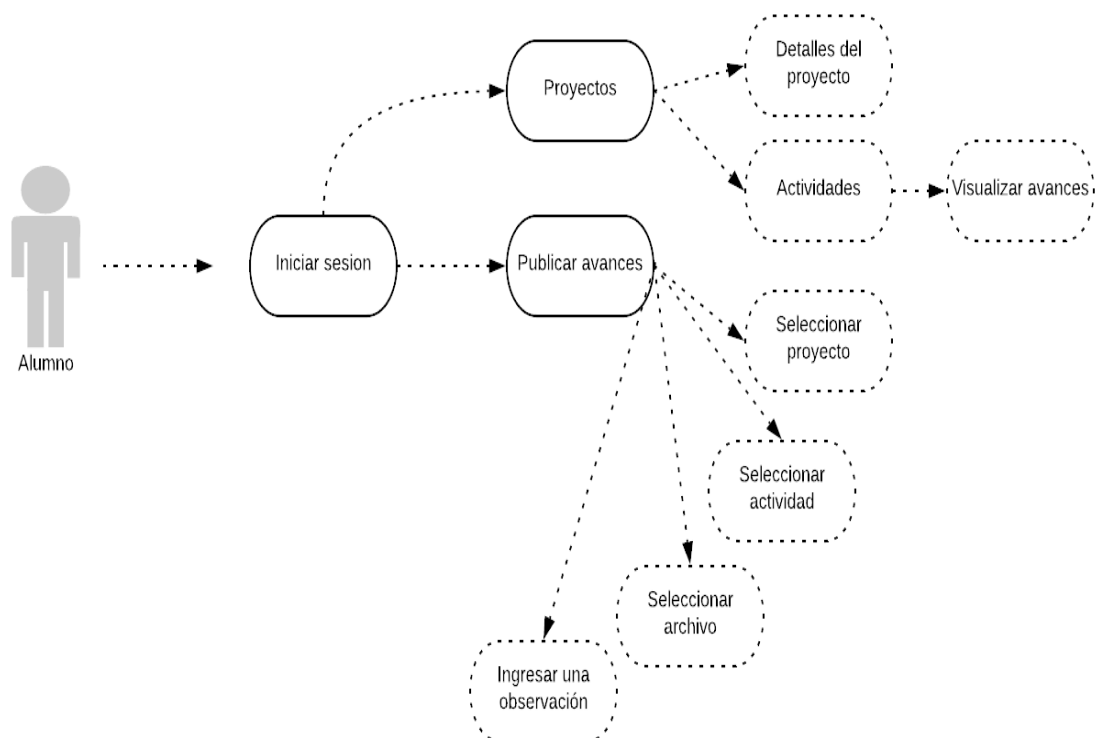 Detalles del
proyecto
Proyectos
Actividades
Visualizar avances
Iniciar sesion
Publicar avances
Alumno
Seleccionar
proyecto
Seleccionar
actividad
Seleccionar
archivo
Ingresar una
observación